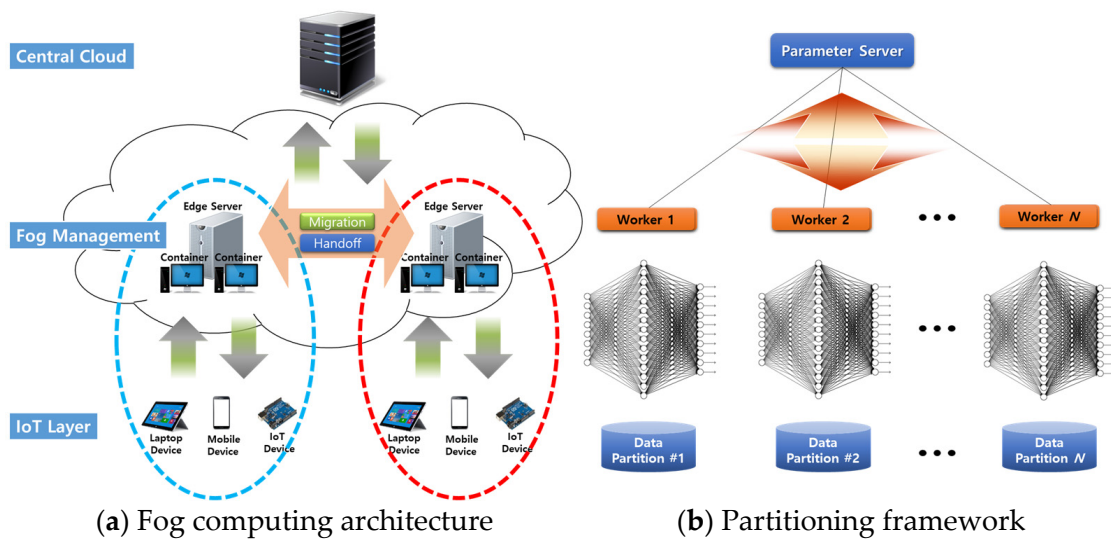 Central Cloud
Edge Server
Migration
Edge Server
Fog Management
Handoff
Container Container
Container Container
IoT Layer
Laptop
Device
Mobile
Device
IoT
Device
Laptop
Device
Mobile
Device
IoT
Device
(a) Fog computing architecture
Parameter Server
Worker 1
Worker 2
Worker N
Data
Partition #1
Data
Partition #2
Data
Partition N
(b) Partitioning framework